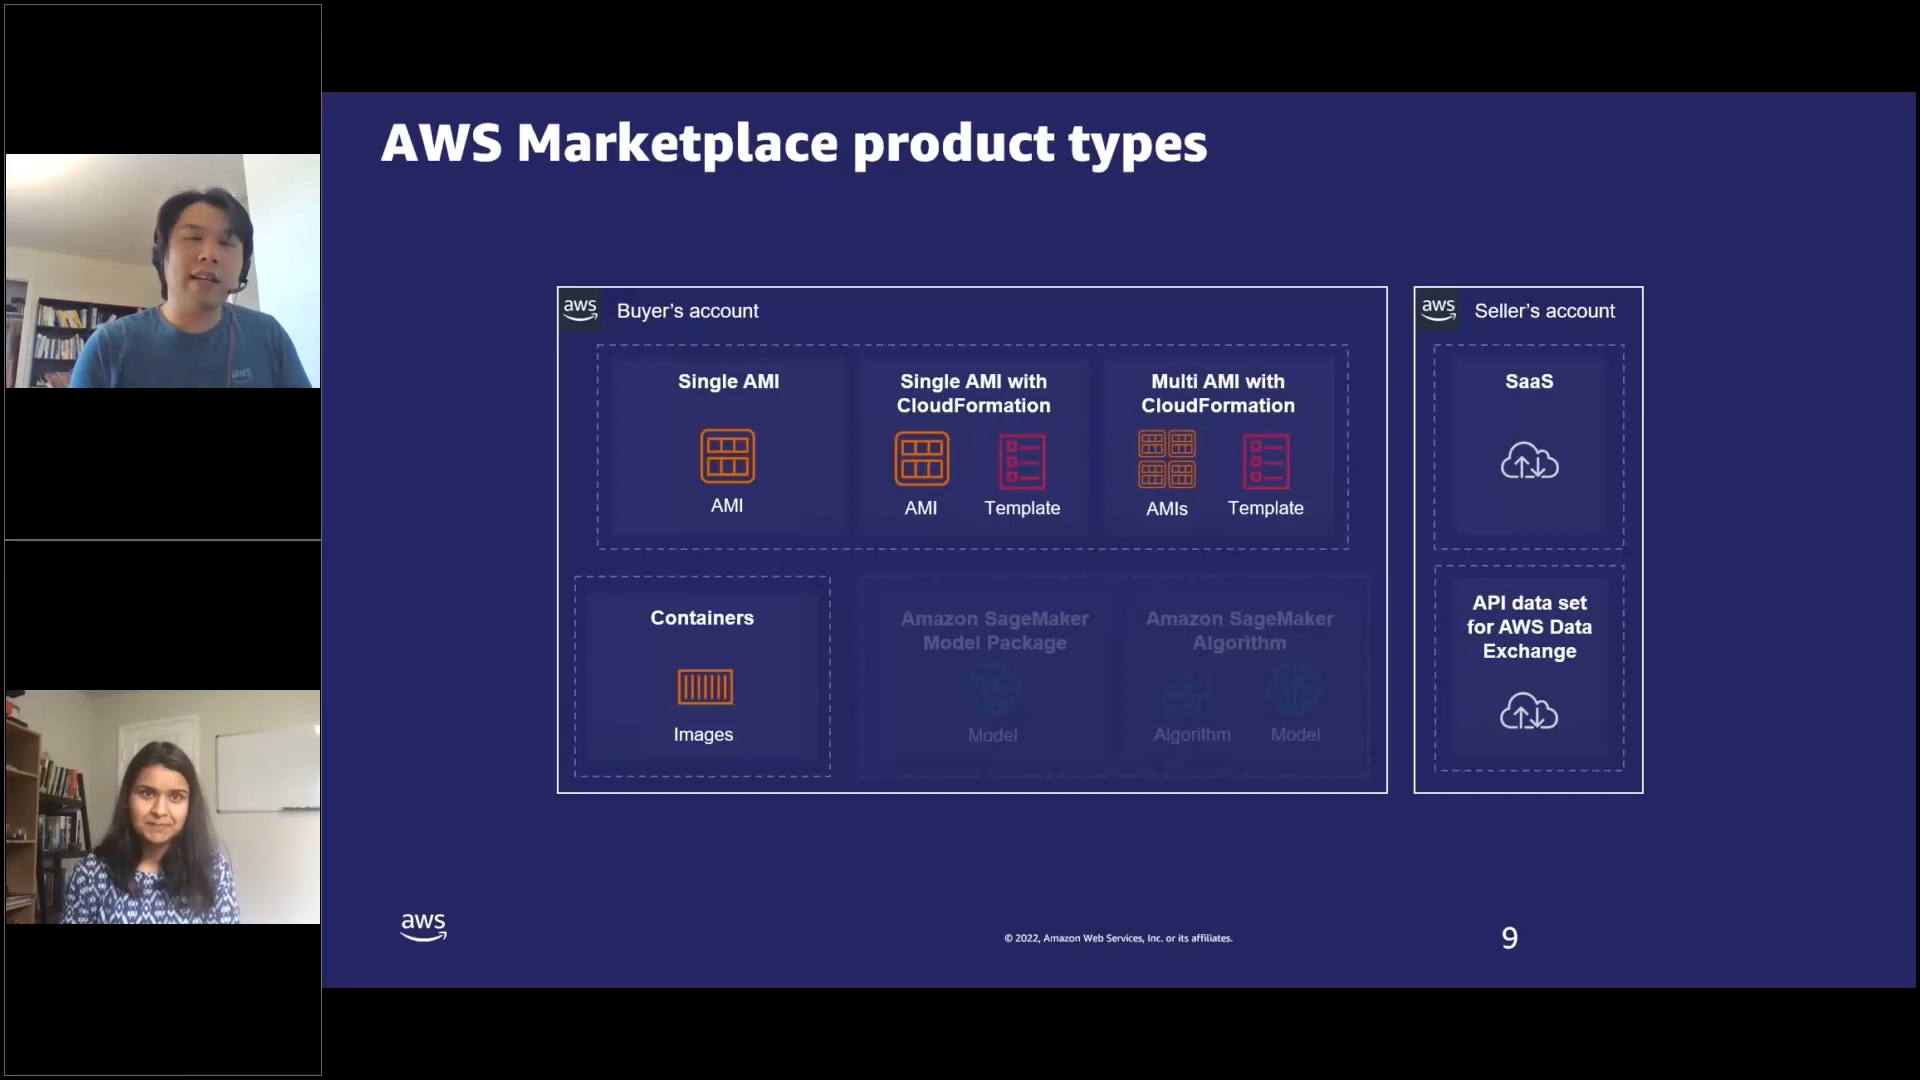 AWS Marketplace product types
aws
Buyer's account
Single AMI
AMI
Single AMI with
CloudFormation
AMI
Template
Multi AMI with
CloudFormation
AMIs
Template
Containers
Images
Amazon SageMaker
Model Package
Model
Amazon SageMaker
Algorithm
Algorithm
Model
aws
Seller's account
SaaS
API data set
for AWS Data
Exchange
aws
© 2022, Amazon Web Services, Inc. or its affiliates.
9
aws